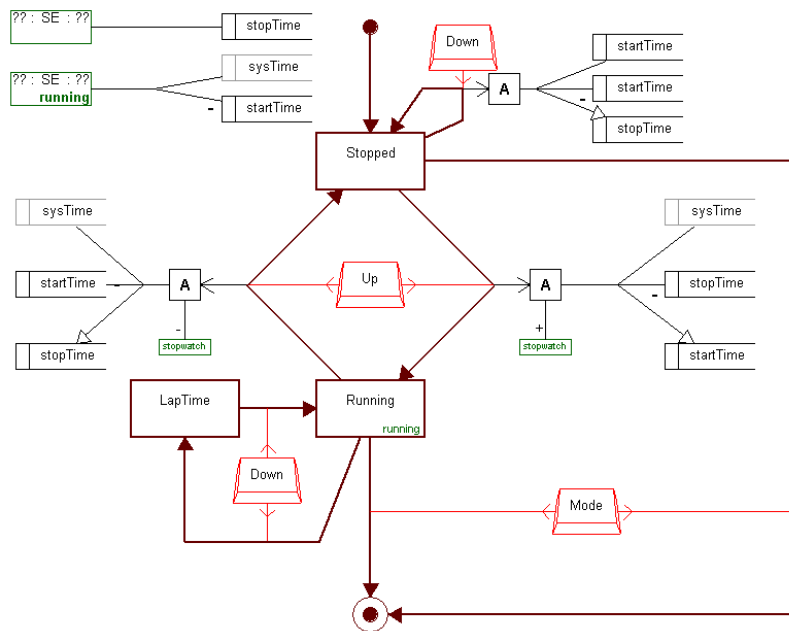 ?? : SE : ??
stopTime
?? : SE : ??
running
sysTime
-
startTime
Down
A
startTime
startTime
-
stopTime
Stopped
sysTime
startTime
-
stopTime
A
-
stopwatch
Up
A
+
stopwatch
sysTime
stopTime
-
startTime
LapTime
Running
running
Down
Mode